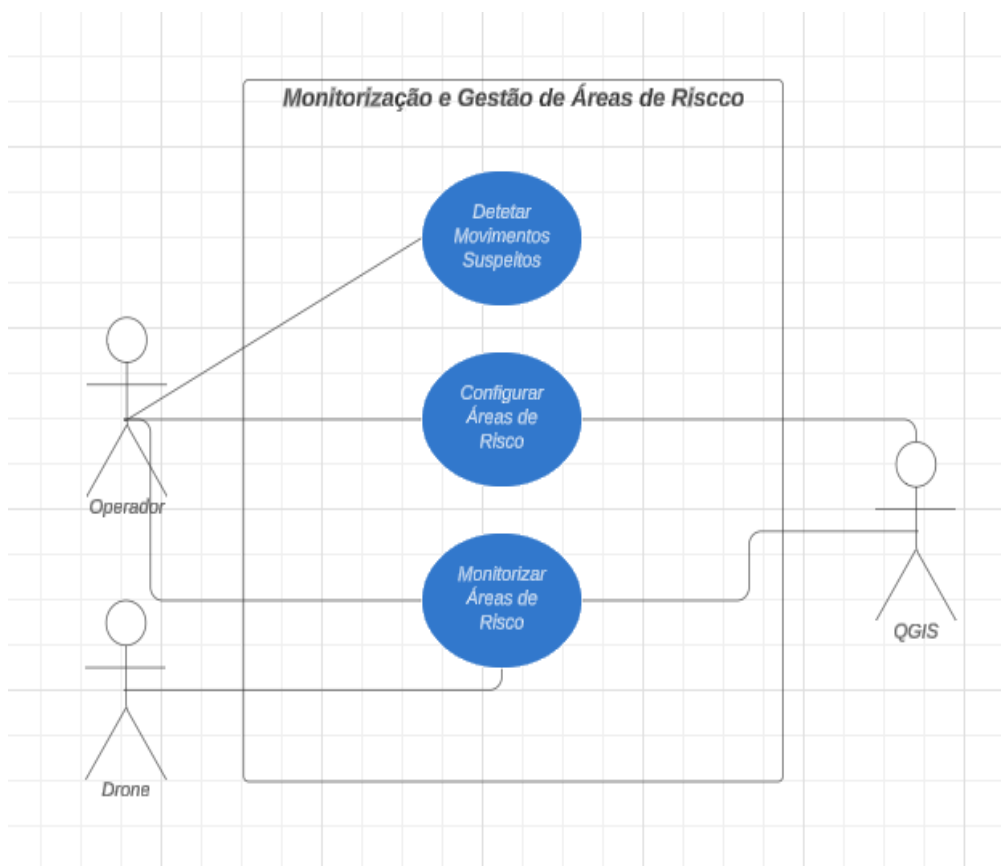 Monitorização e Gestão de Áreas de Riscco
Detetar
Movimentos
Suspeitos
Configurar
Áreas de
Risco
Operador
Monitorizar
Áreas de
Risco
QGIS
Drone